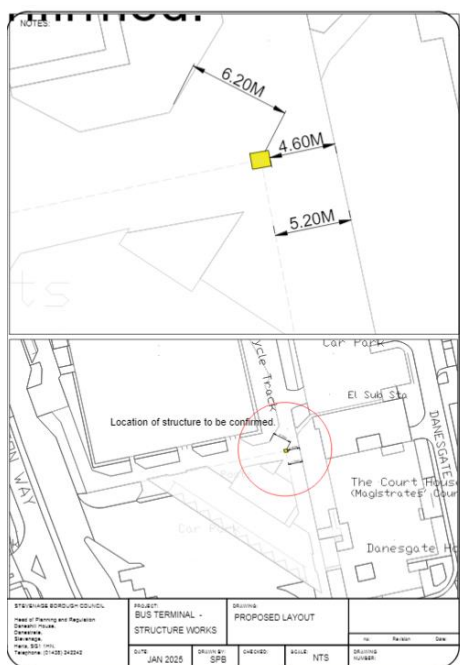 NOTES:
6.20M
4.60M
5.20M
ts
ycle Track
Car Park
El Sub Sta
DANESGATE
Location of structure to be confirmed.
ON WAY
The Court House
(Magistrates' Cour
Car Park
Danesgate Ho
STEVENAGE BOROUGH COUNCIL
Head of Planning and Regulation
Daneshill House,
Danestrete,
Stevenage,
Herts, SG1 1HN.
Telephone: (01438) 242242
PROJECT:
BUS TERMINAL -
STRUCTURE WORKS
DRAWING:
PROPOSED LAYOUT
No Revision Date
DATE:
JAN 2025
DRAWN BY:
SPB
CHECKED:
SCALE:
NTS
DRAWING
NUMBER: